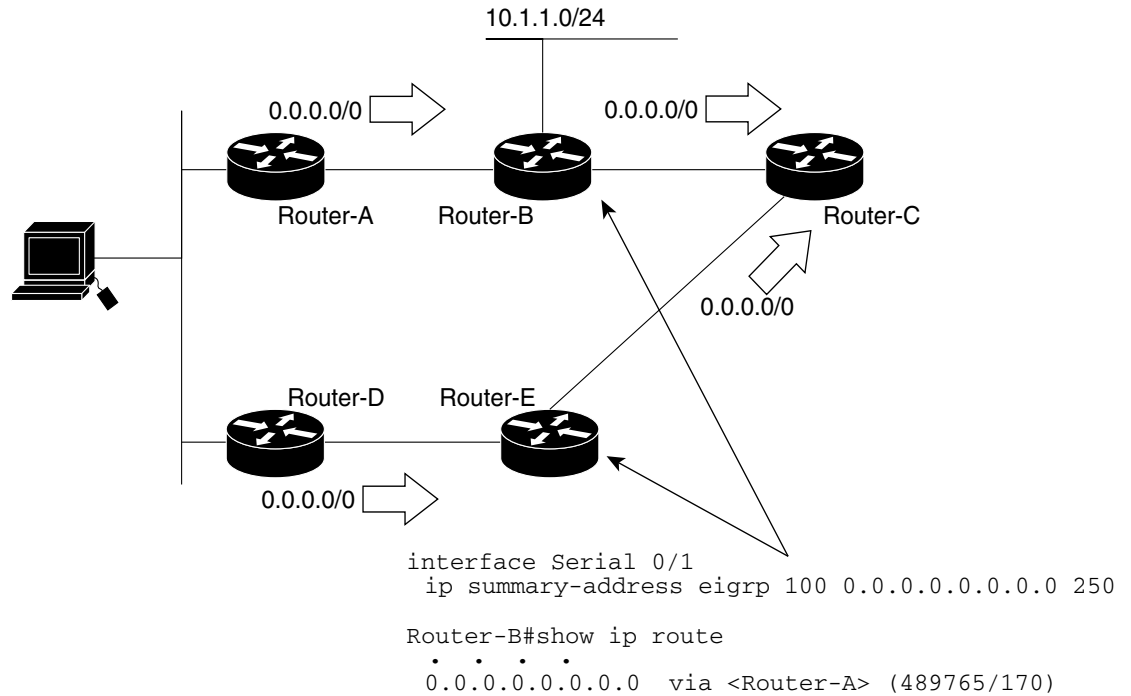 10.1.1.0/24
0.0.0.0/0
0.0.0.0/0
Router-A
Router-B
Router-C
0.0.0.0/0
Router-D
Router-E
0.0.0.0/0
interface Serial 0/1
ip summary-address eigrp 100 0.0.0.0.0.0.0.0 250
Router-B#show ip route
. . . .
0.0.0.0.0.0.0.0 via <Router-A> (489765/170)